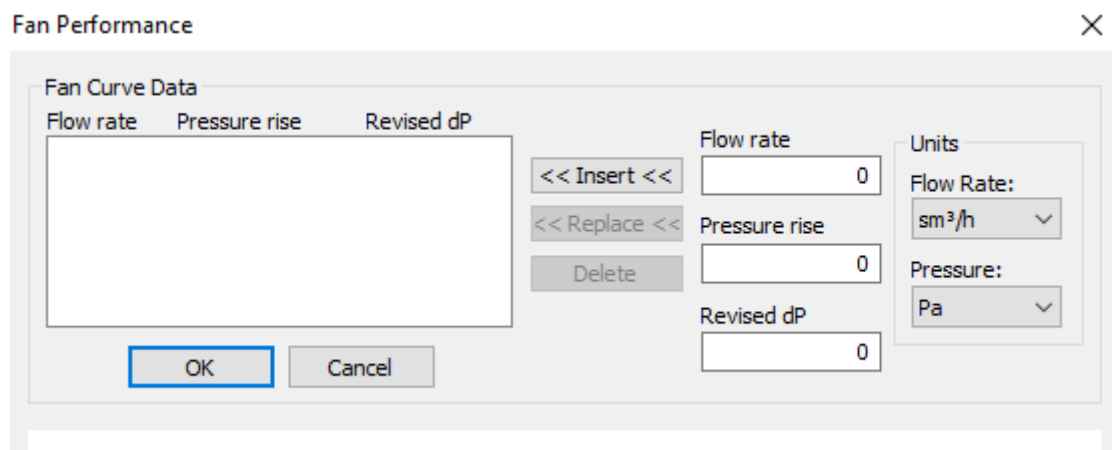 Fan Performance
Fan Curve Data
Flow rate Pressure rise Revised dP
<< Insert <<
<< Replace <<
Delete
OK Cancel
Flow rate
0
Pressure rise
0
Revised dP
0
Units
Flow Rate:
sm³/h
Pressure:
Pa